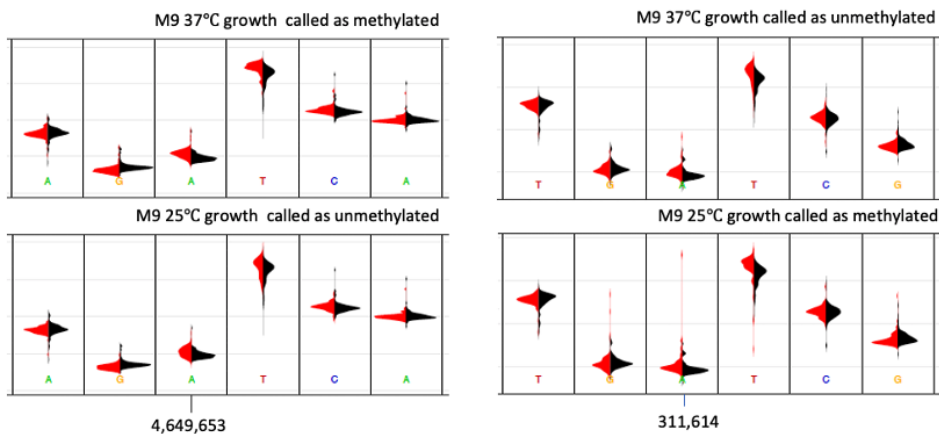 M9 37°C growth called as methylated
A G A T C A
M9 25°C growth called as unmethylated
A G A T C A
4,649,653
M9 37°C growth called as unmethylated
T G A T C G
M9 25°C growth called as methylated
T G A T C G
311,614